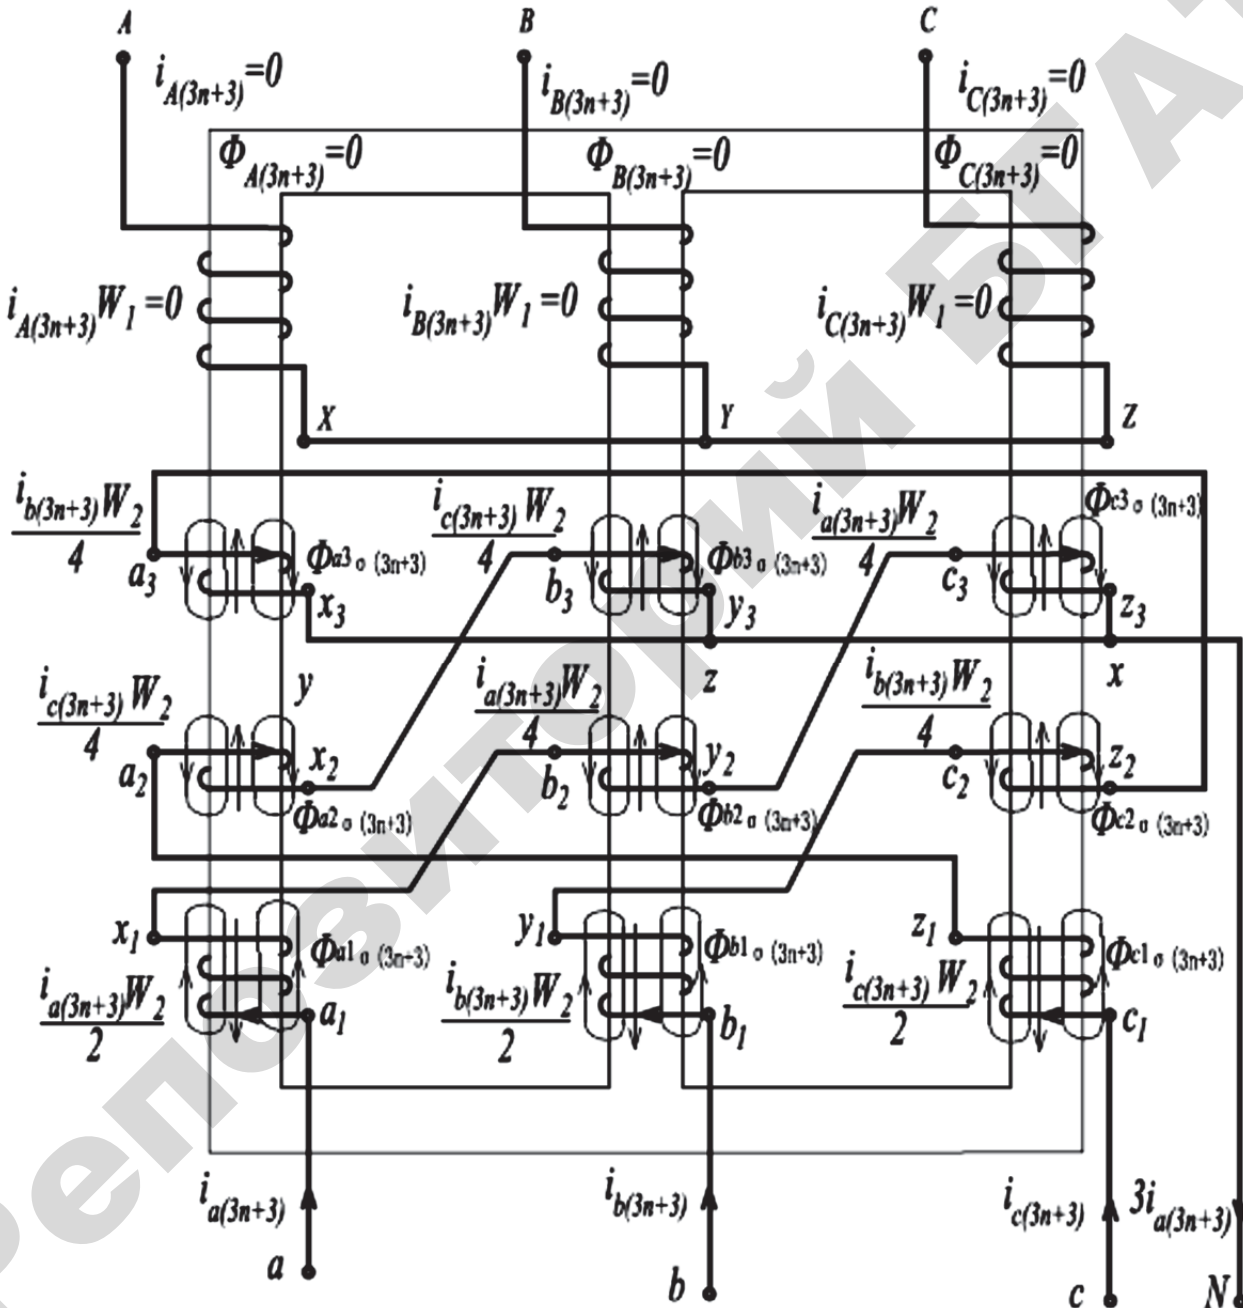 A B C
i_A(3n+3)=0 i_B(3n+3)=0 i_C(3n+3)=0
Φ_A(3n+3)=0 Φ_B(3n+3)=0 Φ_C(3n+3)=0
i_A(3n+3)W_1=0 i_B(3n+3)W_1=0 i_C(3n+3)W_1=0
X Y Z
i_b(3n+3)W_2/4 i_c(3n+3)W_2/4 i_a(3n+3)W_2/4 Φc3σ(3n+3)
a_3 Φa3σ(3n+3) b_3 Φb3σ(3n+3) c_3
x_3 y_3 z_3
y z x
i_c(3n+3)W_2/4 i_a(3n+3)W_2/4 i_b(3n+3)W_2/4
a_2 x_2 b_2 y_2 c_2 z_2
Φa2σ(3n+3) Φb2σ(3n+3) Φc2σ(3n+3)
x_1 Φa1σ(3n+3) y_1 Φb1σ(3n+3) z_1 Φc1σ(3n+3)
i_a(3n+3)W_2/2 i_b(3n+3)W_2/2 i_c(3n+3)W_2/2
a_1 b_1 c_1
i_a(3n+3) i_b(3n+3) i_c(3n+3) 3i_a(3n+3)
a b c N
Репозиторий БГАТ